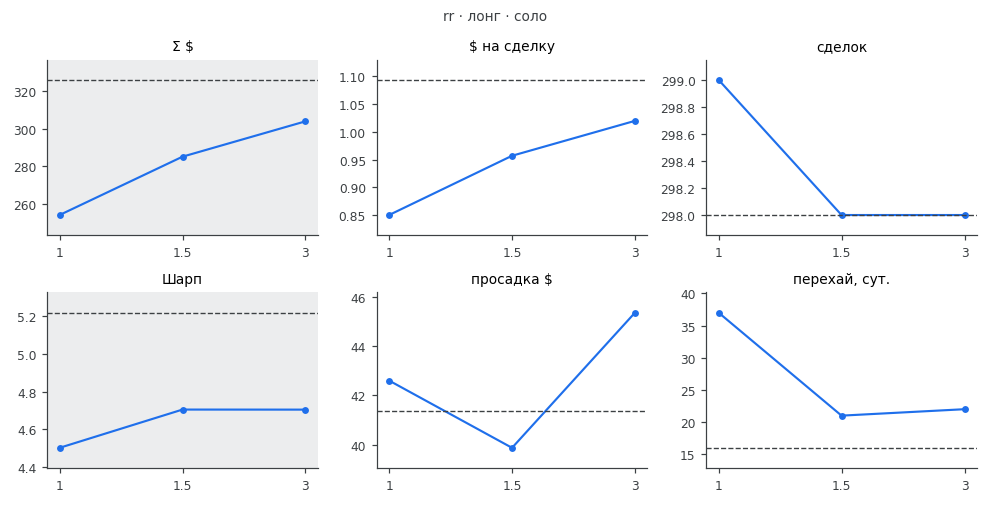 rr · лонг · соло
Σ $
320
300
280
260
1 1.5 3
$ на сделку
1.10
1.05
1.00
0.95
0.90
0.85
1 1.5 3
сделок
299.0
298.8
298.6
298.4
298.2
298.0
1 1.5 3
Шарп
5.2
5.0
4.8
4.6
4.4
1 1.5 3
просадка $
46
44
42
40
1 1.5 3
перехай, сут.
40
35
30
25
20
15
1 1.5 3